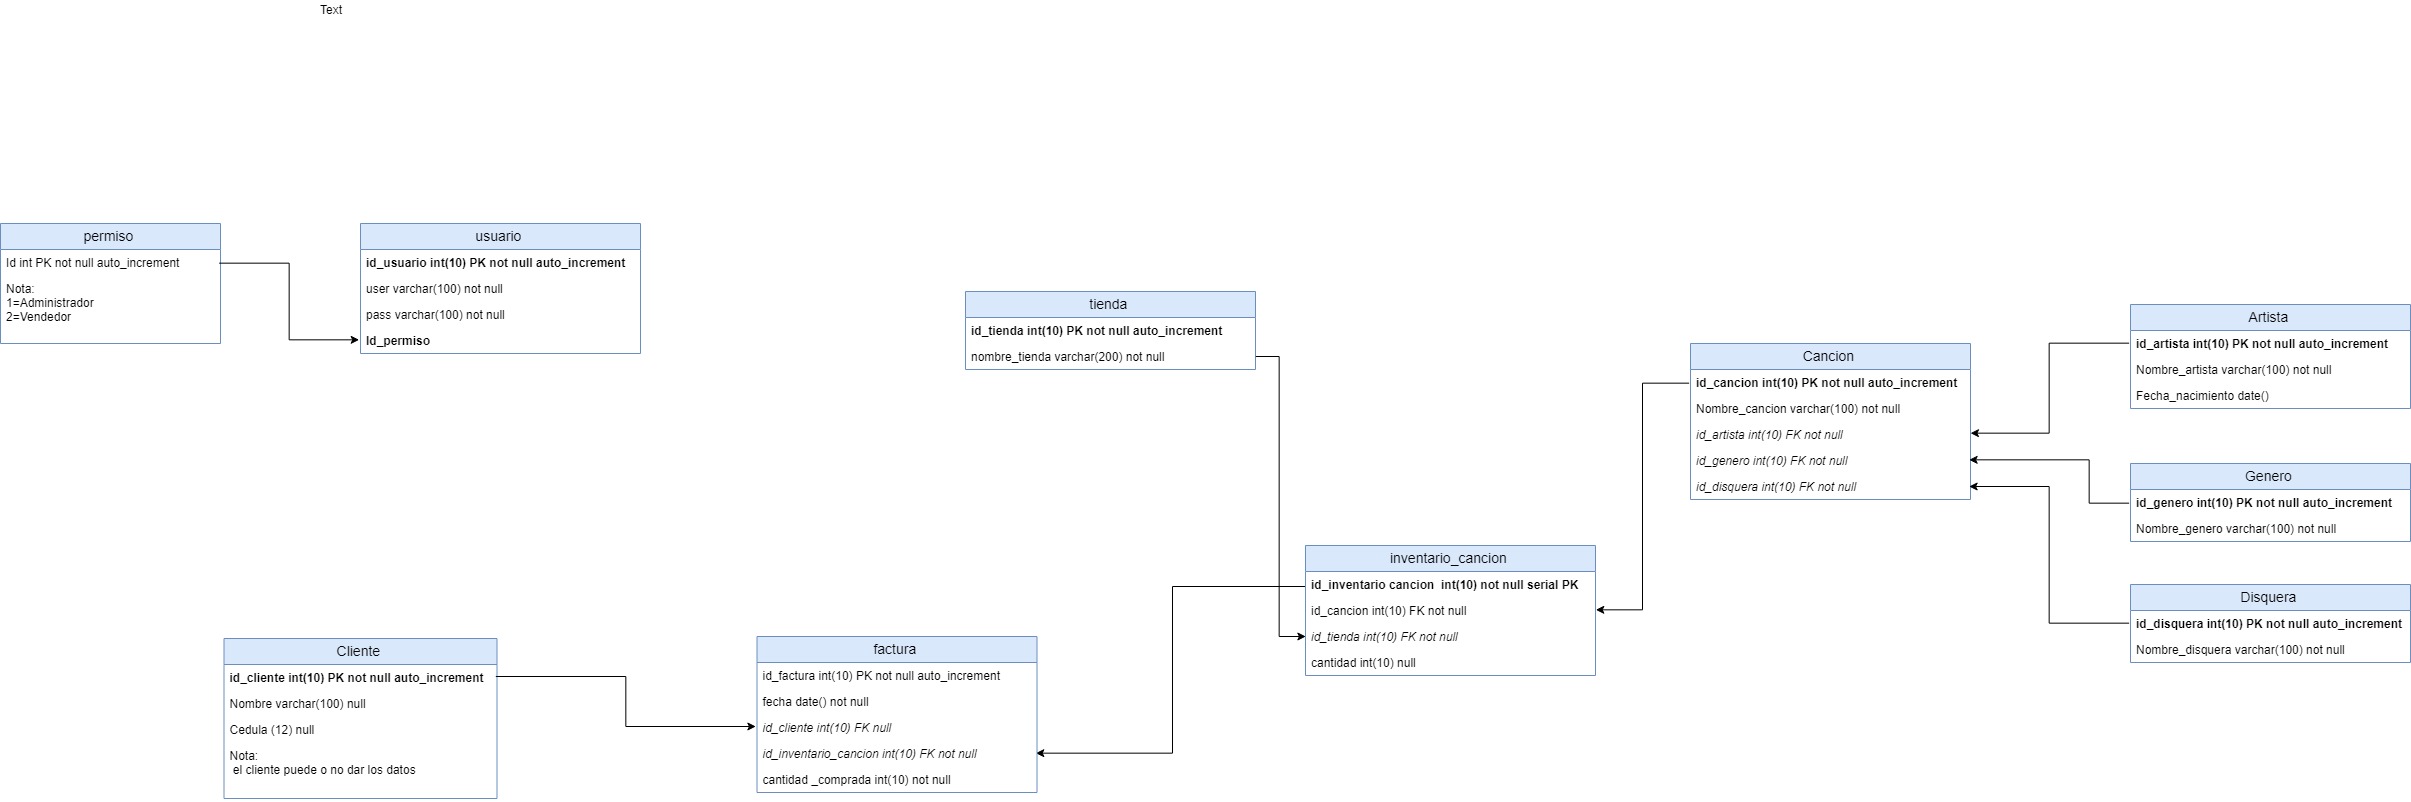 Text
permiso
Id int PK not null auto_increment
Nota:
1=Administrador
2=Vendedor
usuario
id_usuario int(10) PK not null auto_increment
user varchar(100) not null
pass varchar(100) not null
Id_permiso
tienda
id_tienda int(10) PK not null auto_increment
nombre_tienda varchar(200) not null
Cancion
id_cancion int(10) PK not null auto_increment
Nombre_cancion varchar(100) not null
id_artista int(10) FK not null
id_genero int(10) FK not null
id_disquera int(10) FK not null
Artista
id_artista int(10) PK not null auto_increment
Nombre_artista varchar(100) not null
Fecha_nacimiento date()
Genero
id_genero int(10) PK not null auto_increment
Nombre_genero varchar(100) not null
Disquera
id_disquera int(10) PK not null auto_increment
Nombre_disquera varchar(100) not null
inventario_cancion
id_inventario cancion  int(10) not null serial PK
id_cancion int(10) FK not null
id_tienda int(10) FK not null
cantidad int(10) null
Cliente
id_cliente int(10) PK not null auto_increment
Nombre varchar(100) null
Cedula (12) null
Nota:
el cliente puede o no dar los datos
factura
id_factura int(10) PK not null auto_increment
fecha date() not null
id_cliente int(10) FK null
id_inventario_cancion int(10) FK not null
cantidad _comprada int(10) not null